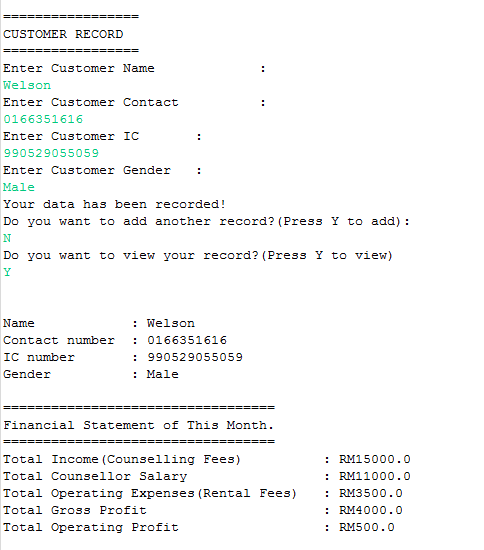 =================
CUSTOMER RECORD
=================
Enter Customer Name             :
Welson
Enter Customer Contact          :
0166351616
Enter Customer IC       :
990529055059
Enter Customer Gender   :
Male
Your data has been recorded!
Do you want to add another record?(Press Y to add):
N
Do you want to view your record?(Press Y to view)
Y
Name            : Welson
Contact number  : 0166351616
IC number       : 990529055059
Gender          : Male
==================================
Financial Statement of This Month.
==================================
Total Income(Counselling Fees)          : RM15000.0
Total Counsellor Salary                 : RM11000.0
Total Operating Expenses(Rental Fees)   : RM3500.0
Total Gross Profit                      : RM4000.0
Total Operating Profit                  : RM500.0